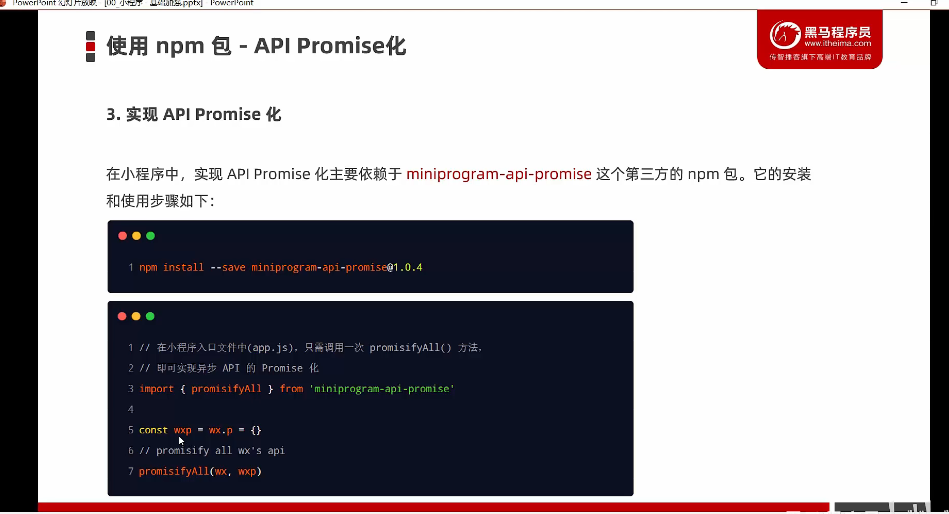 PowerPoint 幻灯片放映 [00_小程序 - 基础加强.pptx] - PowerPoint
使用 npm 包 - API Promise化
黑马程序员
www.itheima.com
传智播客旗下高端IT教育品牌
3. 实现 API Promise 化
在小程序中，实现 API Promise 化主要依赖于 miniprogram-api-promise 这个第三方的 npm 包。它的安装
和使用步骤如下：
1 npm install --save miniprogram-api-promise@1.0.4
1 // 在小程序入口文件中(app.js)，只需调用一次 promisifyAll() 方法，
2 // 即可实现异步 API 的 Promise 化
3 import { promisifyAll } from 'miniprogram-api-promise'
4
5 const wxp = wx.p = {}
6 // promisify all wx's api
7 promisifyAll(wx, wxp)